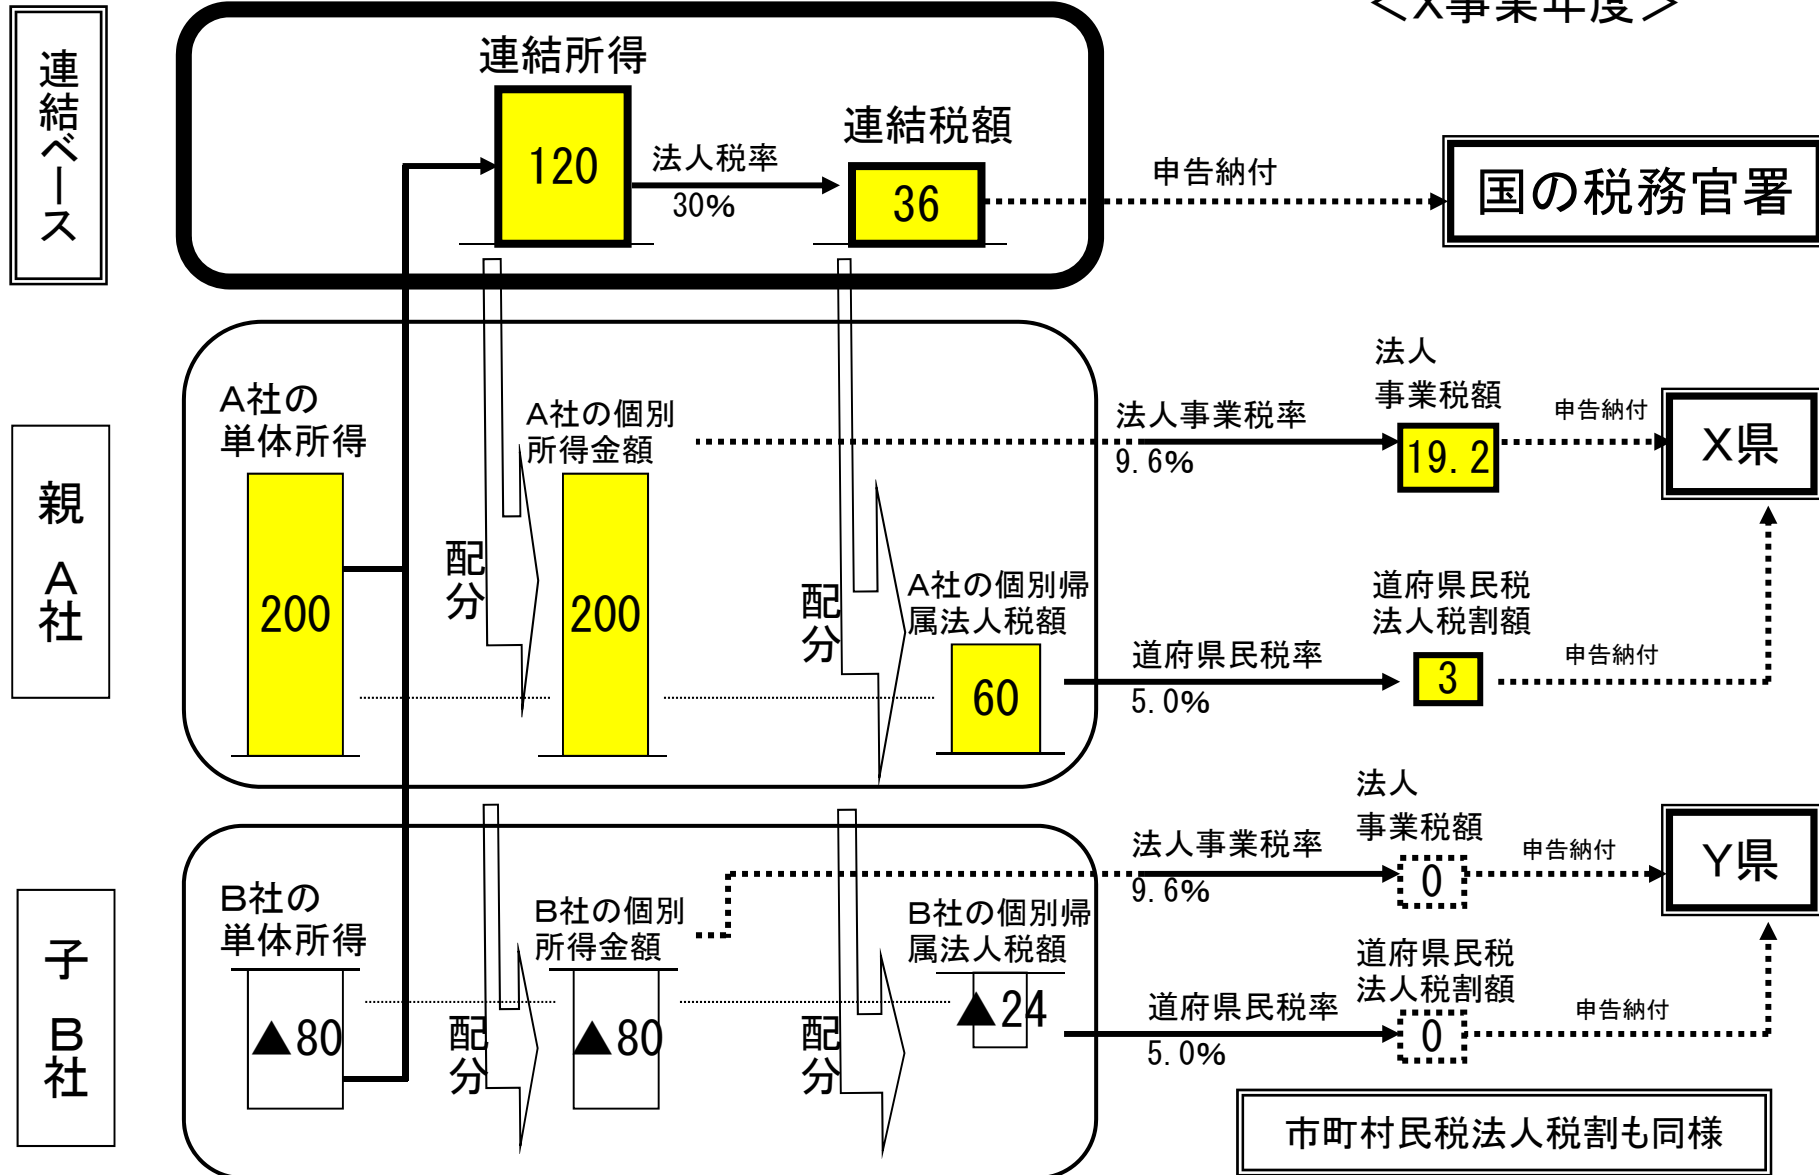 ＜X事業年度＞
連結ベース
連結所得
120
法人税率
30%
連結税額
36
申告納付
国の税務官署
親A社
A社の
単体所得
200
配分
A社の個別
所得金額
200
配分
A社の個別帰
属法人税額
60
法人事業税率
9.6%
法人
事業税額
19.2
申告納付
X県
道府県民税率
5.0%
道府県民税
法人税割額
3
申告納付
子B社
B社の
単体所得
▲80
配分
B社の個別
所得金額
▲80
配分
B社の個別帰
属法人税額
▲24
法人事業税率
9.6%
法人
事業税額
0
申告納付
Y県
道府県民税率
5.0%
道府県民税
法人税割額
0
申告納付
市町村民税法人税割も同様